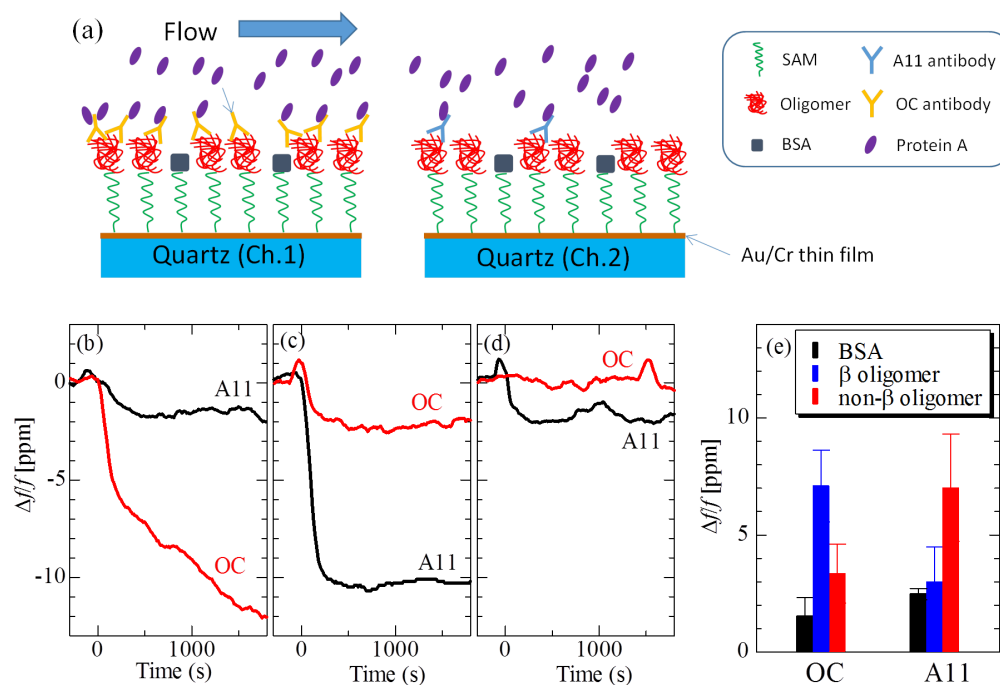 (a)
Flow
SAM
Oligomer
BSA
A11 antibody
OC antibody
Protein A
Quartz (Ch.1)
Quartz (Ch.2)
Au/Cr thin film
(b)
A11
OC
0
-5
-10
Δf/f [ppm]
0 1000
Time (s)
(c)
OC
A11
0 1000
Time (s)
(d)
OC
A11
0 1000
Time (s)
(e)
BSA
β oligomer
non-β oligomer
10
5
0
Δf/f [ppm]
OC A11